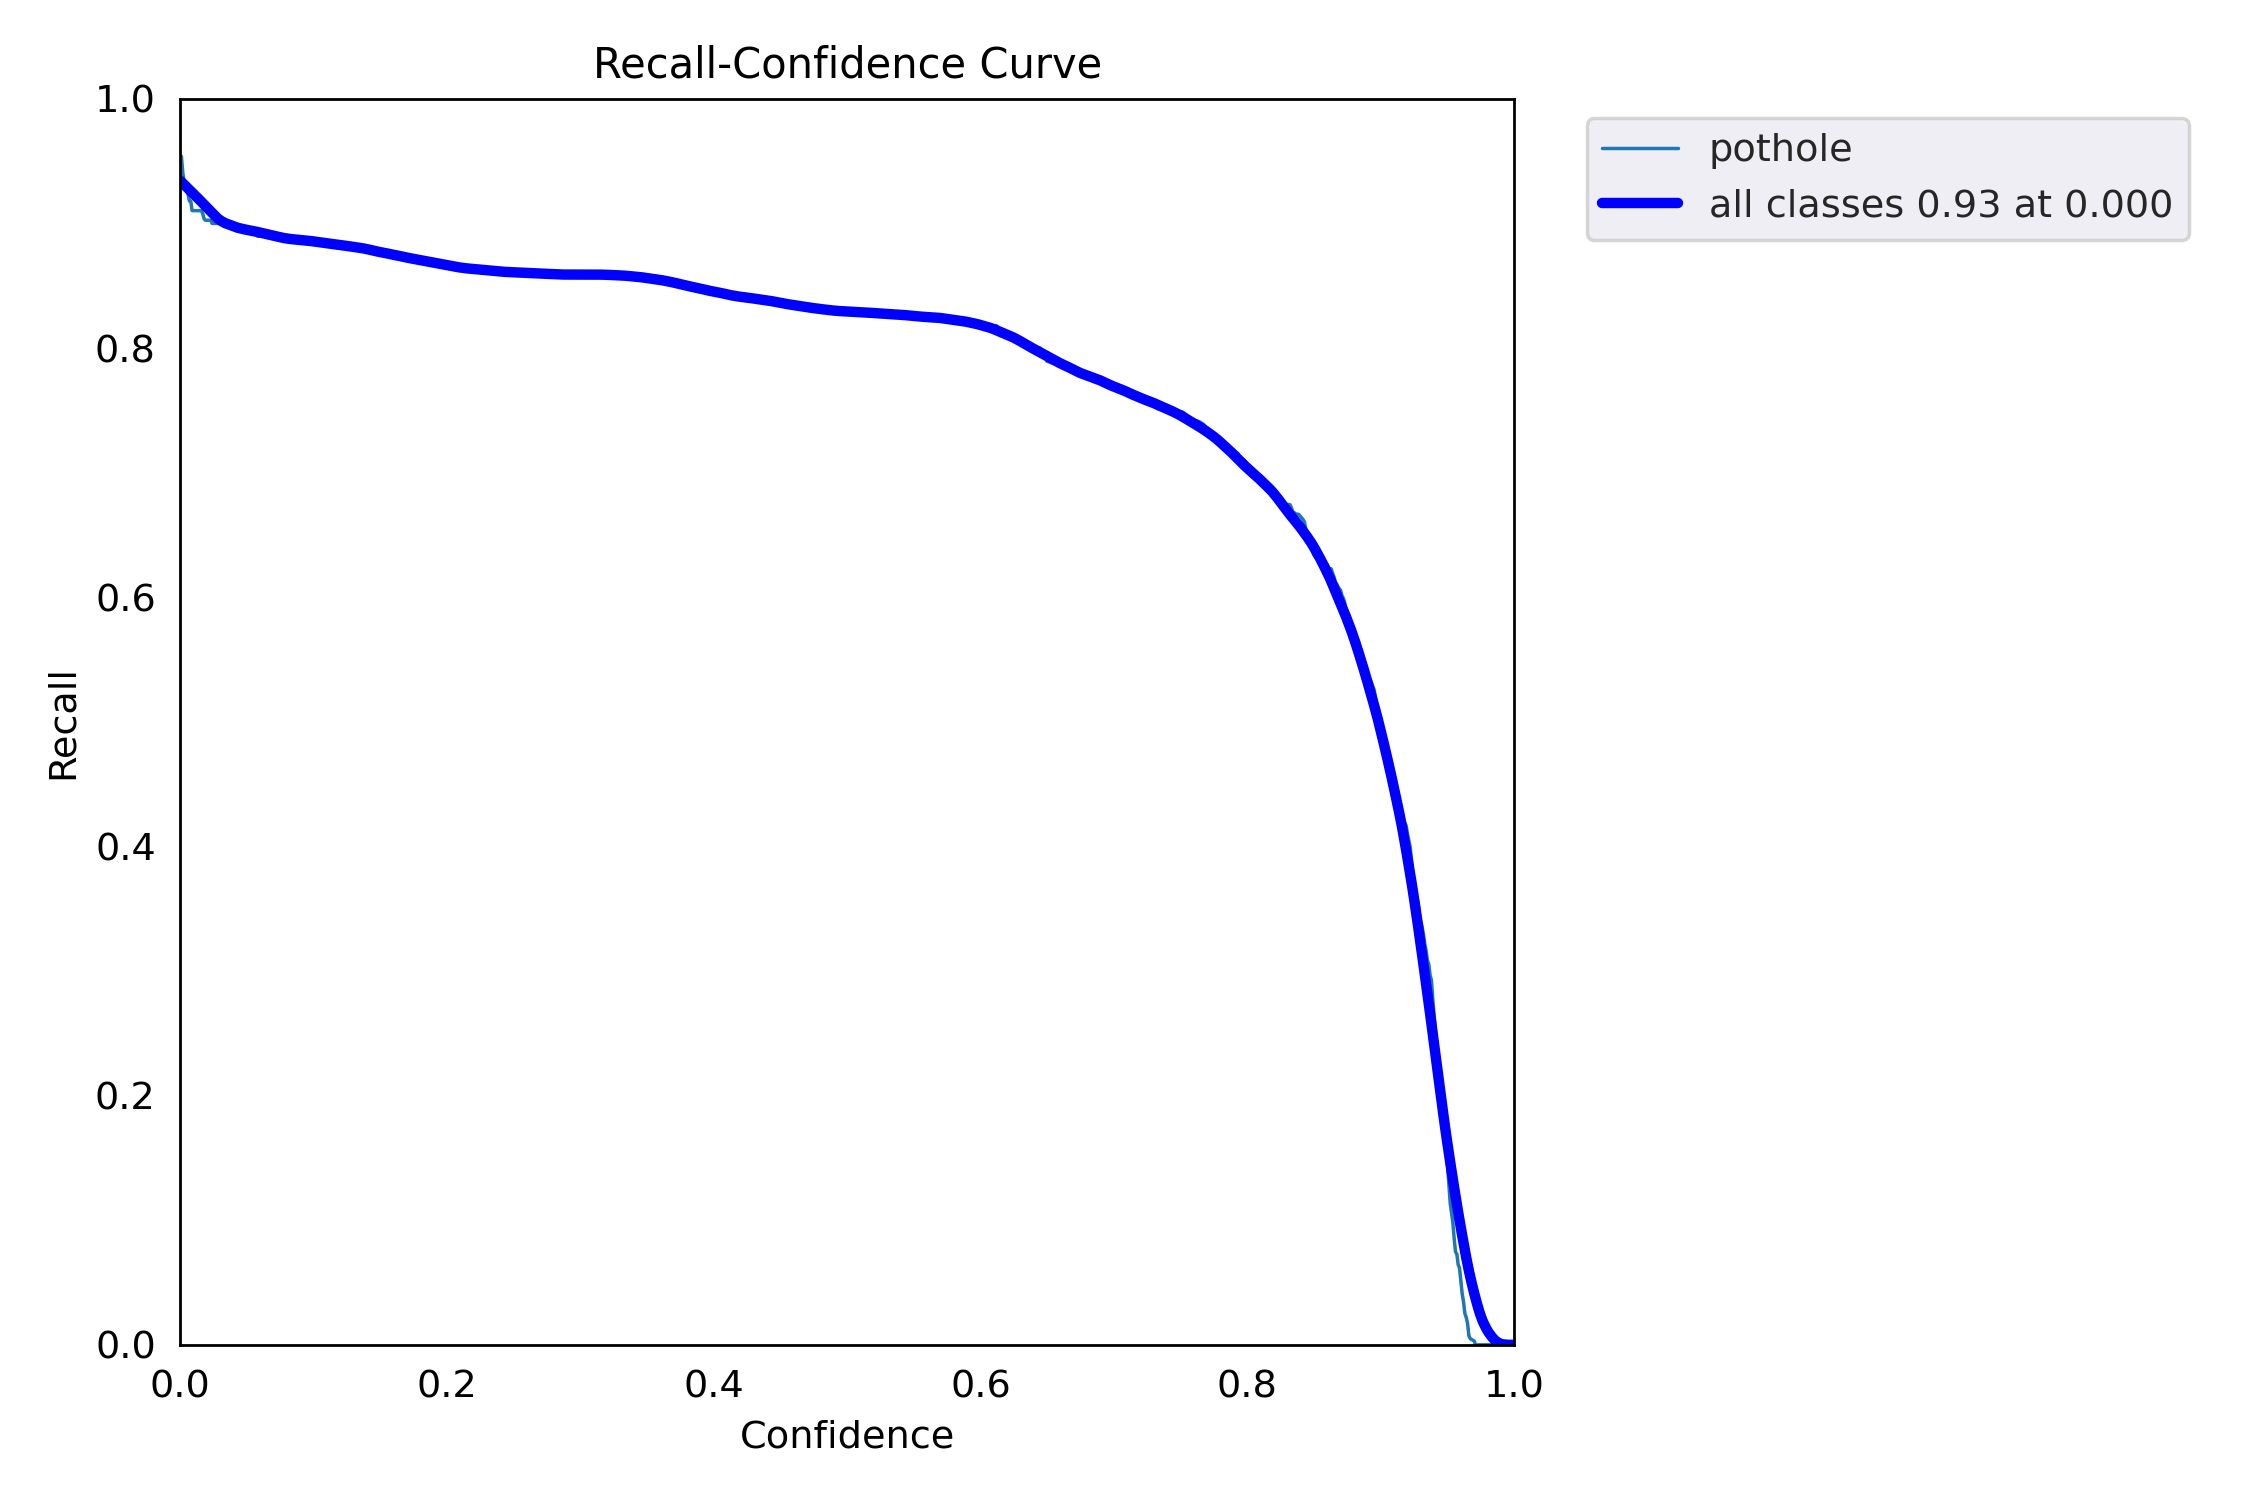 Recall-Confidence Curve
1.0
0.8
0.6
0.4
0.2
0.0
Recall
0.0 0.2 0.4 0.6 0.8 1.0
Confidence
pothole
all classes 0.93 at 0.000